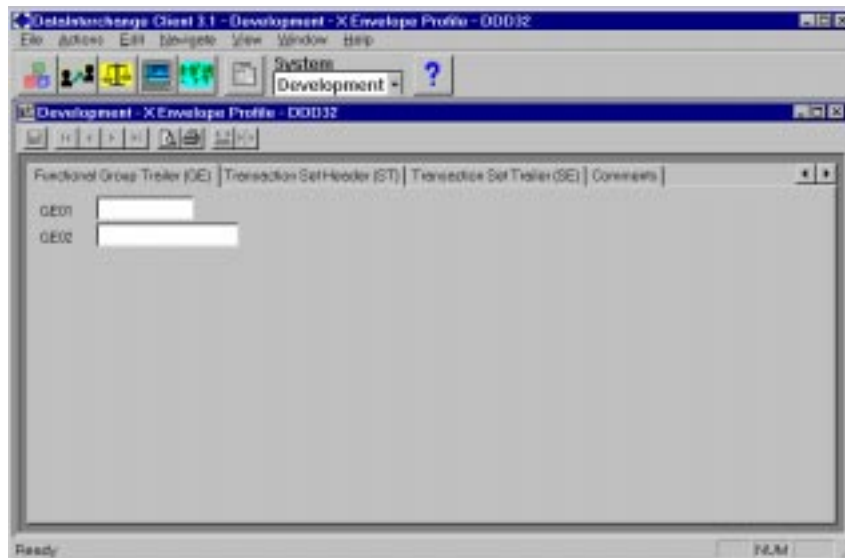 DataInterchange Client 3.1 - Development - X Envelope Profile - DDD32
File Actions Edit Navigate View Window Help
System
Development
?
Development - X Envelope Profile - DDD32
Functional Group Trailer (GE) Transaction Set Header (ST) Transaction Set Trailer (SE) Comments
GE01
GE02
Ready NUM